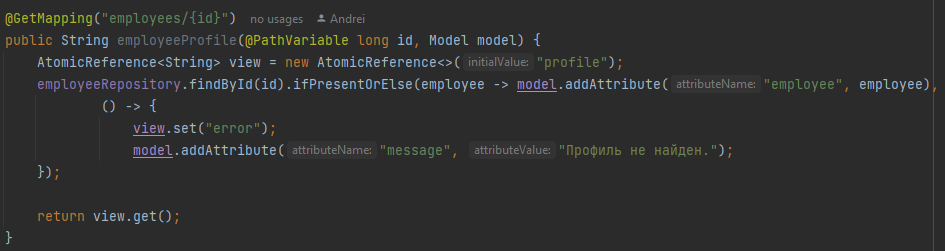 @GetMapping("employees/{id}") no usages Andrei
public String employeeProfile(@PathVariable long id, Model model) {
AtomicReference<String> view = new AtomicReference<>( initialValue: "profile");
employeeRepository.findById(id).ifPresentOrElse(employee -> model.addAttribute( attributeName: "employee", employee),
() -> {
view.set("error");
model.addAttribute( attributeName: "message", attributeValue: "Профиль не найден.");
});
return view.get();
}